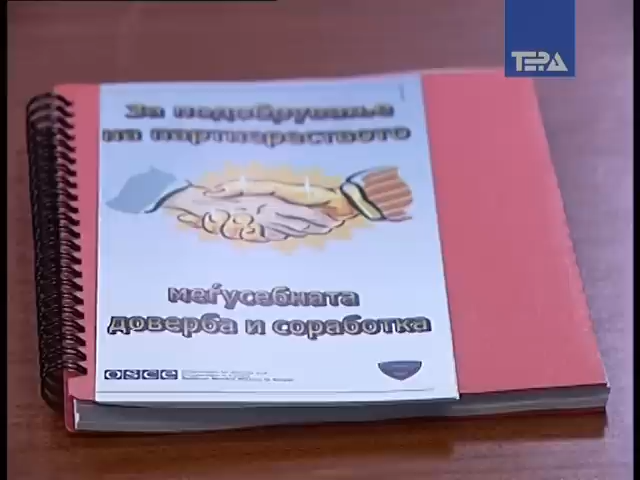 ТЕРА
За подобрување
на партнерството
меѓусебната
доверба и соработка
osce